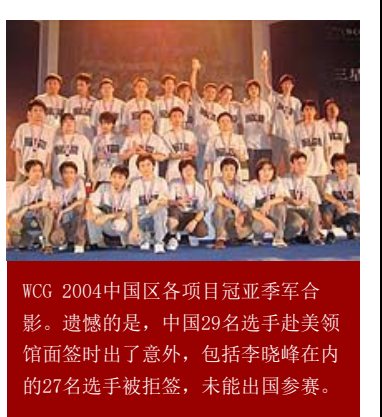 三星
WCG 2004中国区各项目冠亚季军合
影。遗憾的是，中国29名选手赴美领
馆面签时出了意外，包括李晓峰在内
的27名选手被拒签，未能出国参赛。